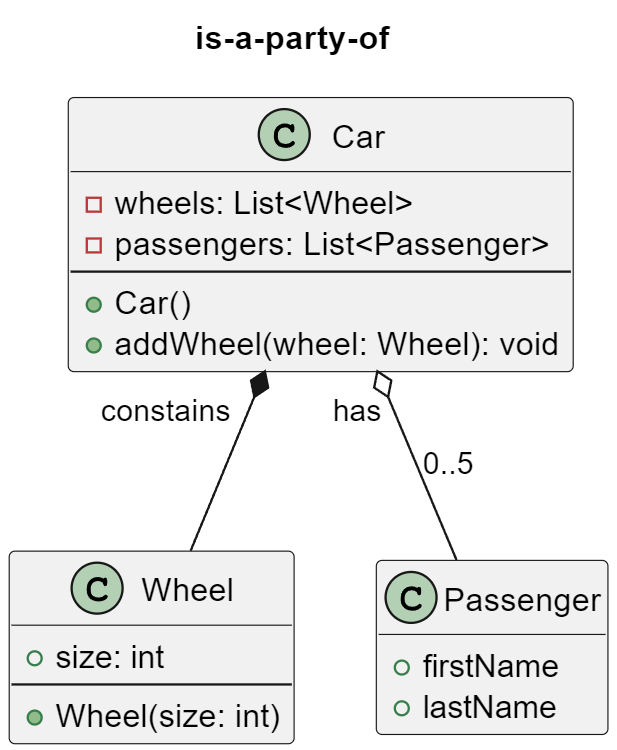 is-a-party-of
C Car
wheels: List<Wheel>
passengers: List<Passenger>
Car()
addWheel(wheel: Wheel): void
constains
has
0..5
C Wheel
size: int
Wheel(size: int)
C Passenger
firstName
lastName